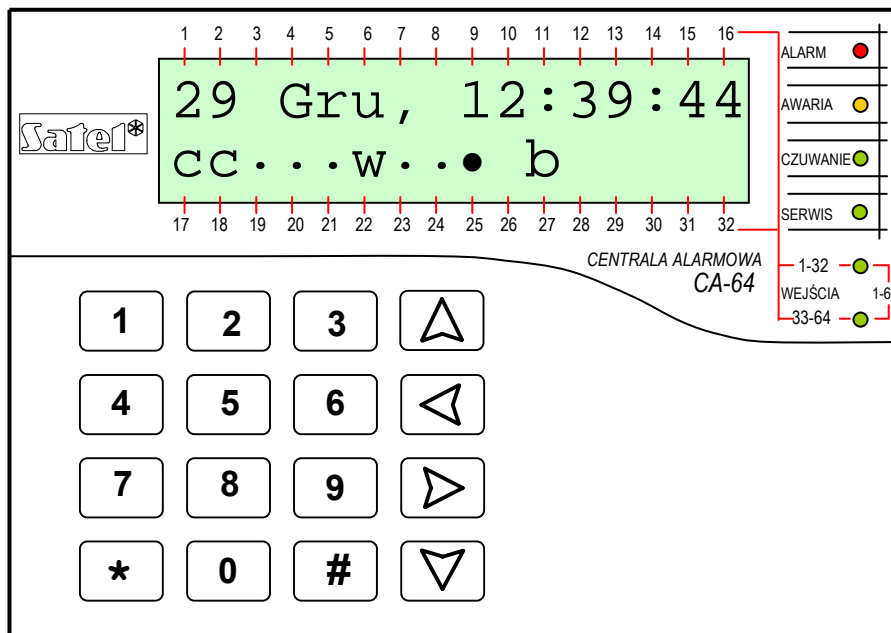 1 2 3 4 5 6 7 8 9 10 11 12 13 14 15 16
29 Gru, 12:39:44
cc···w··● b
17 18 19 20 21 22 23 24 25 26 27 28 29 30 31 32
Satel
ALARM
AWARIA
CZUWANIE
SERWIS
CENTRALA ALARMOWA
CA-64
1-32
WEJŚCIA 1-6
33-64
1 2 3
4 5 6
7 8 9
* 0 #